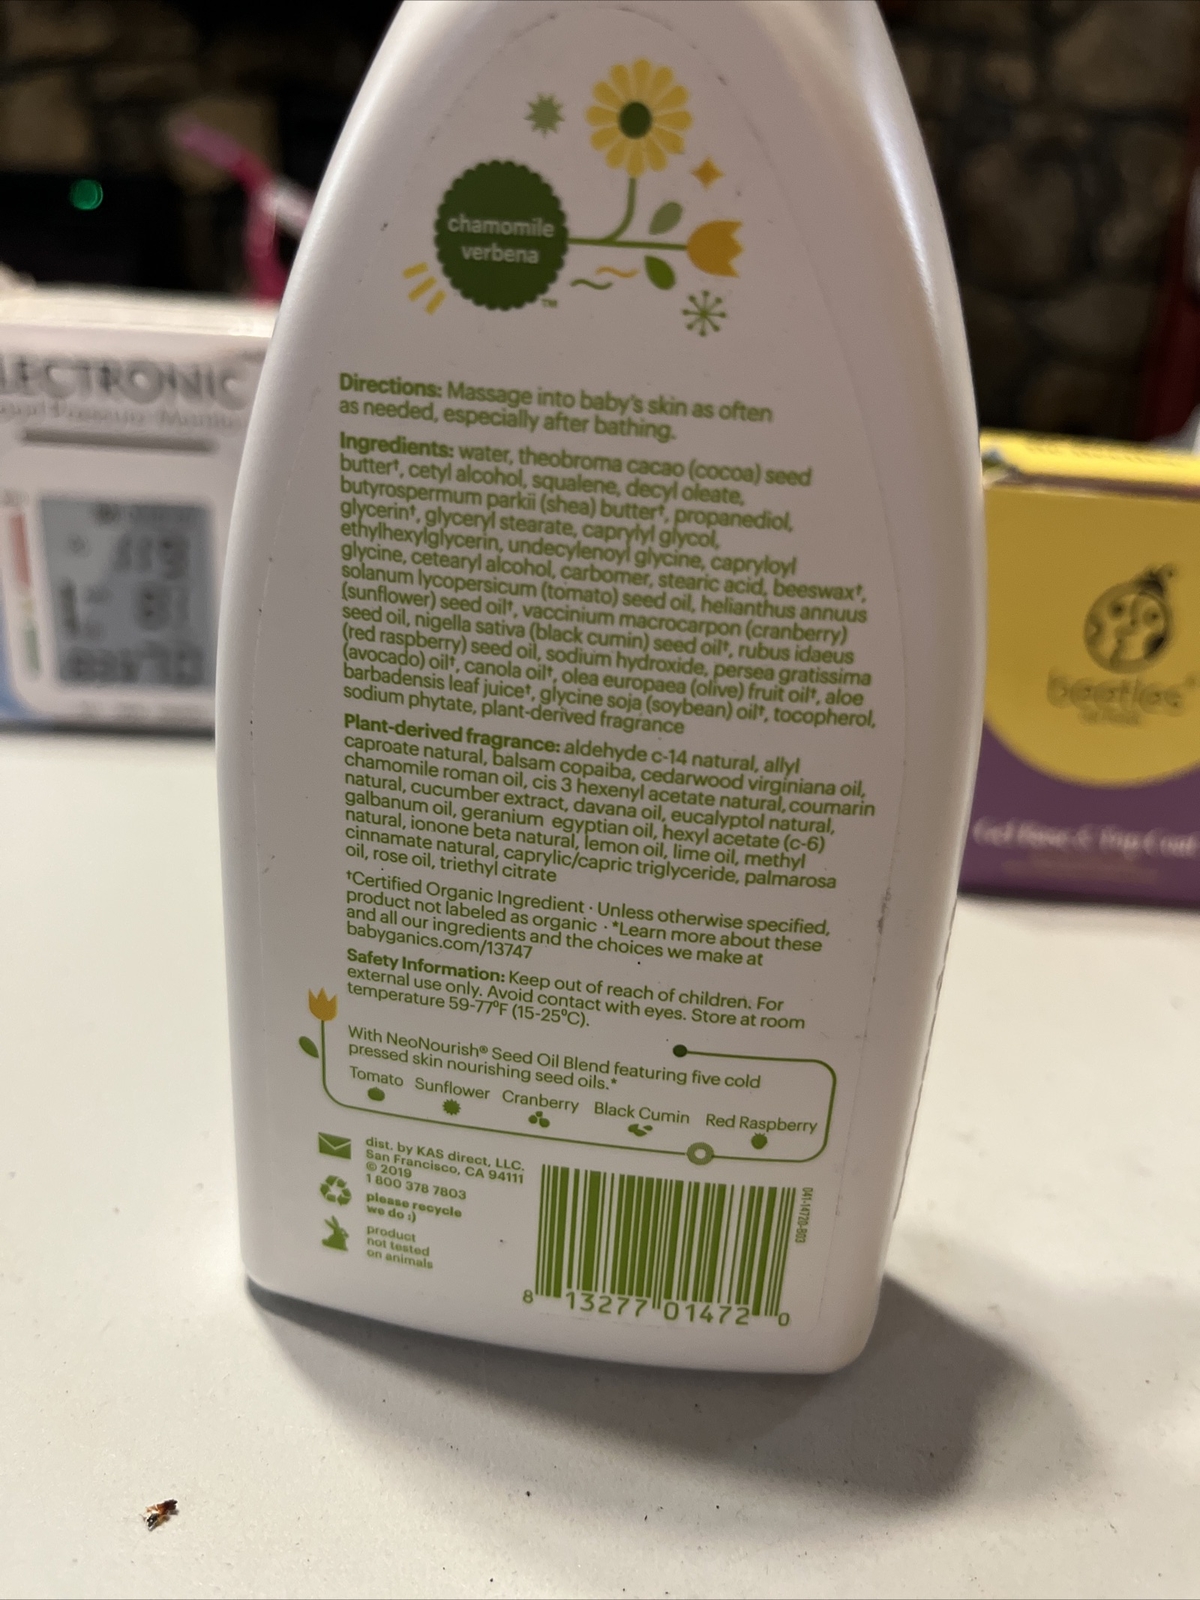 chamomile
verbena
™
Directions: Massage into baby's skin as often
as needed, especially after bathing.
Ingredients: water, theobroma cacao (cocoa) seed
butter†, cetyl alcohol, squalene, decyl oleate,
butyrospermum parkii (shea) butter†, propanediol,
glycerin†, glyceryl stearate, caprylyl glycol,
ethylhexylglycerin, undecylenoyl glycine, capryloyl
glycine, cetearyl alcohol, carbomer, stearic acid, beeswax†,
solanum lycopersicum (tomato) seed oil, helianthus annuus
(sunflower) seed oil†, vaccinium macrocarpon (cranberry)
seed oil, nigella sativa (black cumin) seed oil†, rubus idaeus
(red raspberry) seed oil, sodium hydroxide, persea gratissima
(avocado) oil†, canola oil†, olea europaea (olive) fruit oil†, aloe
barbadensis leaf juice†, glycine soja (soybean) oil†, tocopherol,
sodium phytate, plant-derived fragrance
Plant-derived fragrance: aldehyde c-14 natural, allyl
caproate natural, balsam copaiba, cedarwood virginiana oil,
chamomile roman oil, cis 3 hexenyl acetate natural, coumarin
natural, cucumber extract, davana oil, eucalyptol natural,
galbanum oil, geranium egyptian oil, hexyl acetate (c-6)
natural, ionone beta natural, lemon oil, lime oil, methyl
cinnamate natural, caprylic/capric triglyceride, palmarosa
oil, rose oil, triethyl citrate
†Certified Organic Ingredient · Unless otherwise specified,
product not labeled as organic · *Learn more about these
and all our ingredients and the choices we make at
babyganics.com/13747
Safety Information: Keep out of reach of children. For
external use only. Avoid contact with eyes. Store at room
temperature 59-77°F (15-25°C).
With NeoNourish® Seed Oil Blend featuring five cold
pressed skin nourishing seed oils.*
Tomato Sunflower Cranberry Black Cumin Red Raspberry
dist. by KAS direct, LLC.
San Francisco, CA 94111
© 2019
1 800 378 7803
please recycle
we do :)
product
not tested
on animals
041-14720-B03
8 13277 01472 0
LECTRONIC
beetles
Gel Base & Top Coat